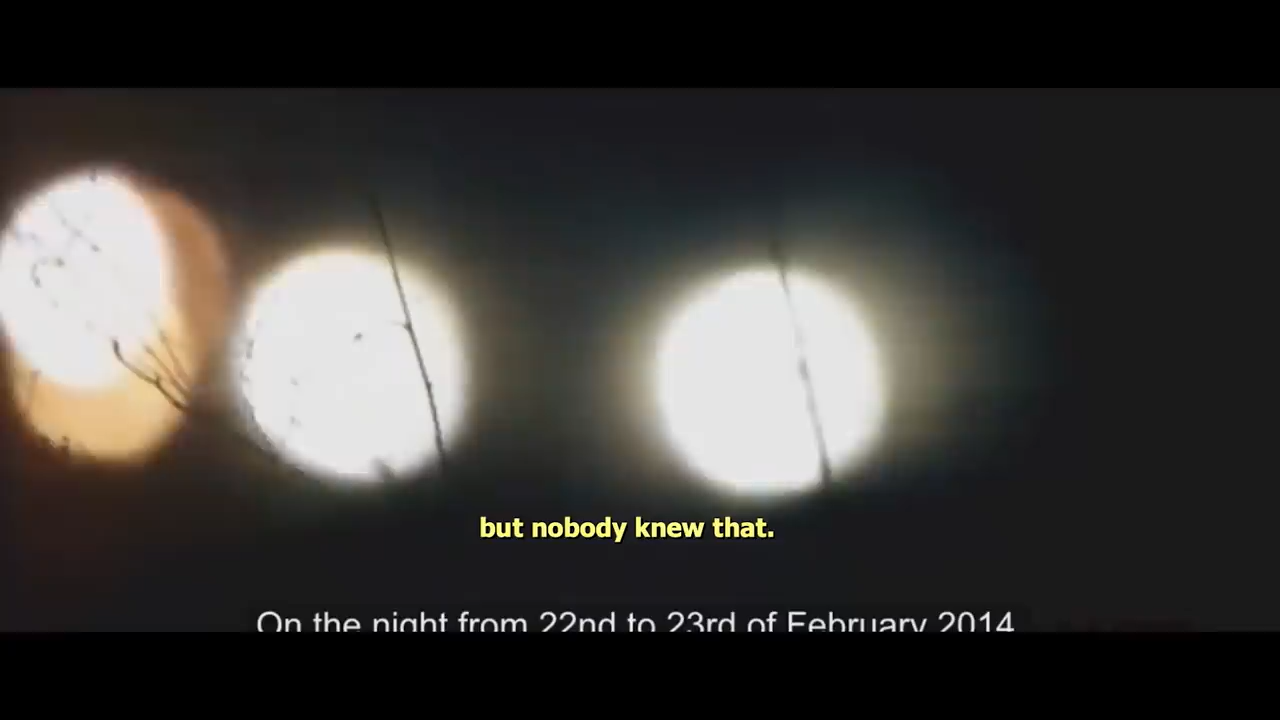 but nobody knew that.
On the night from 22nd to 23rd of February 2014